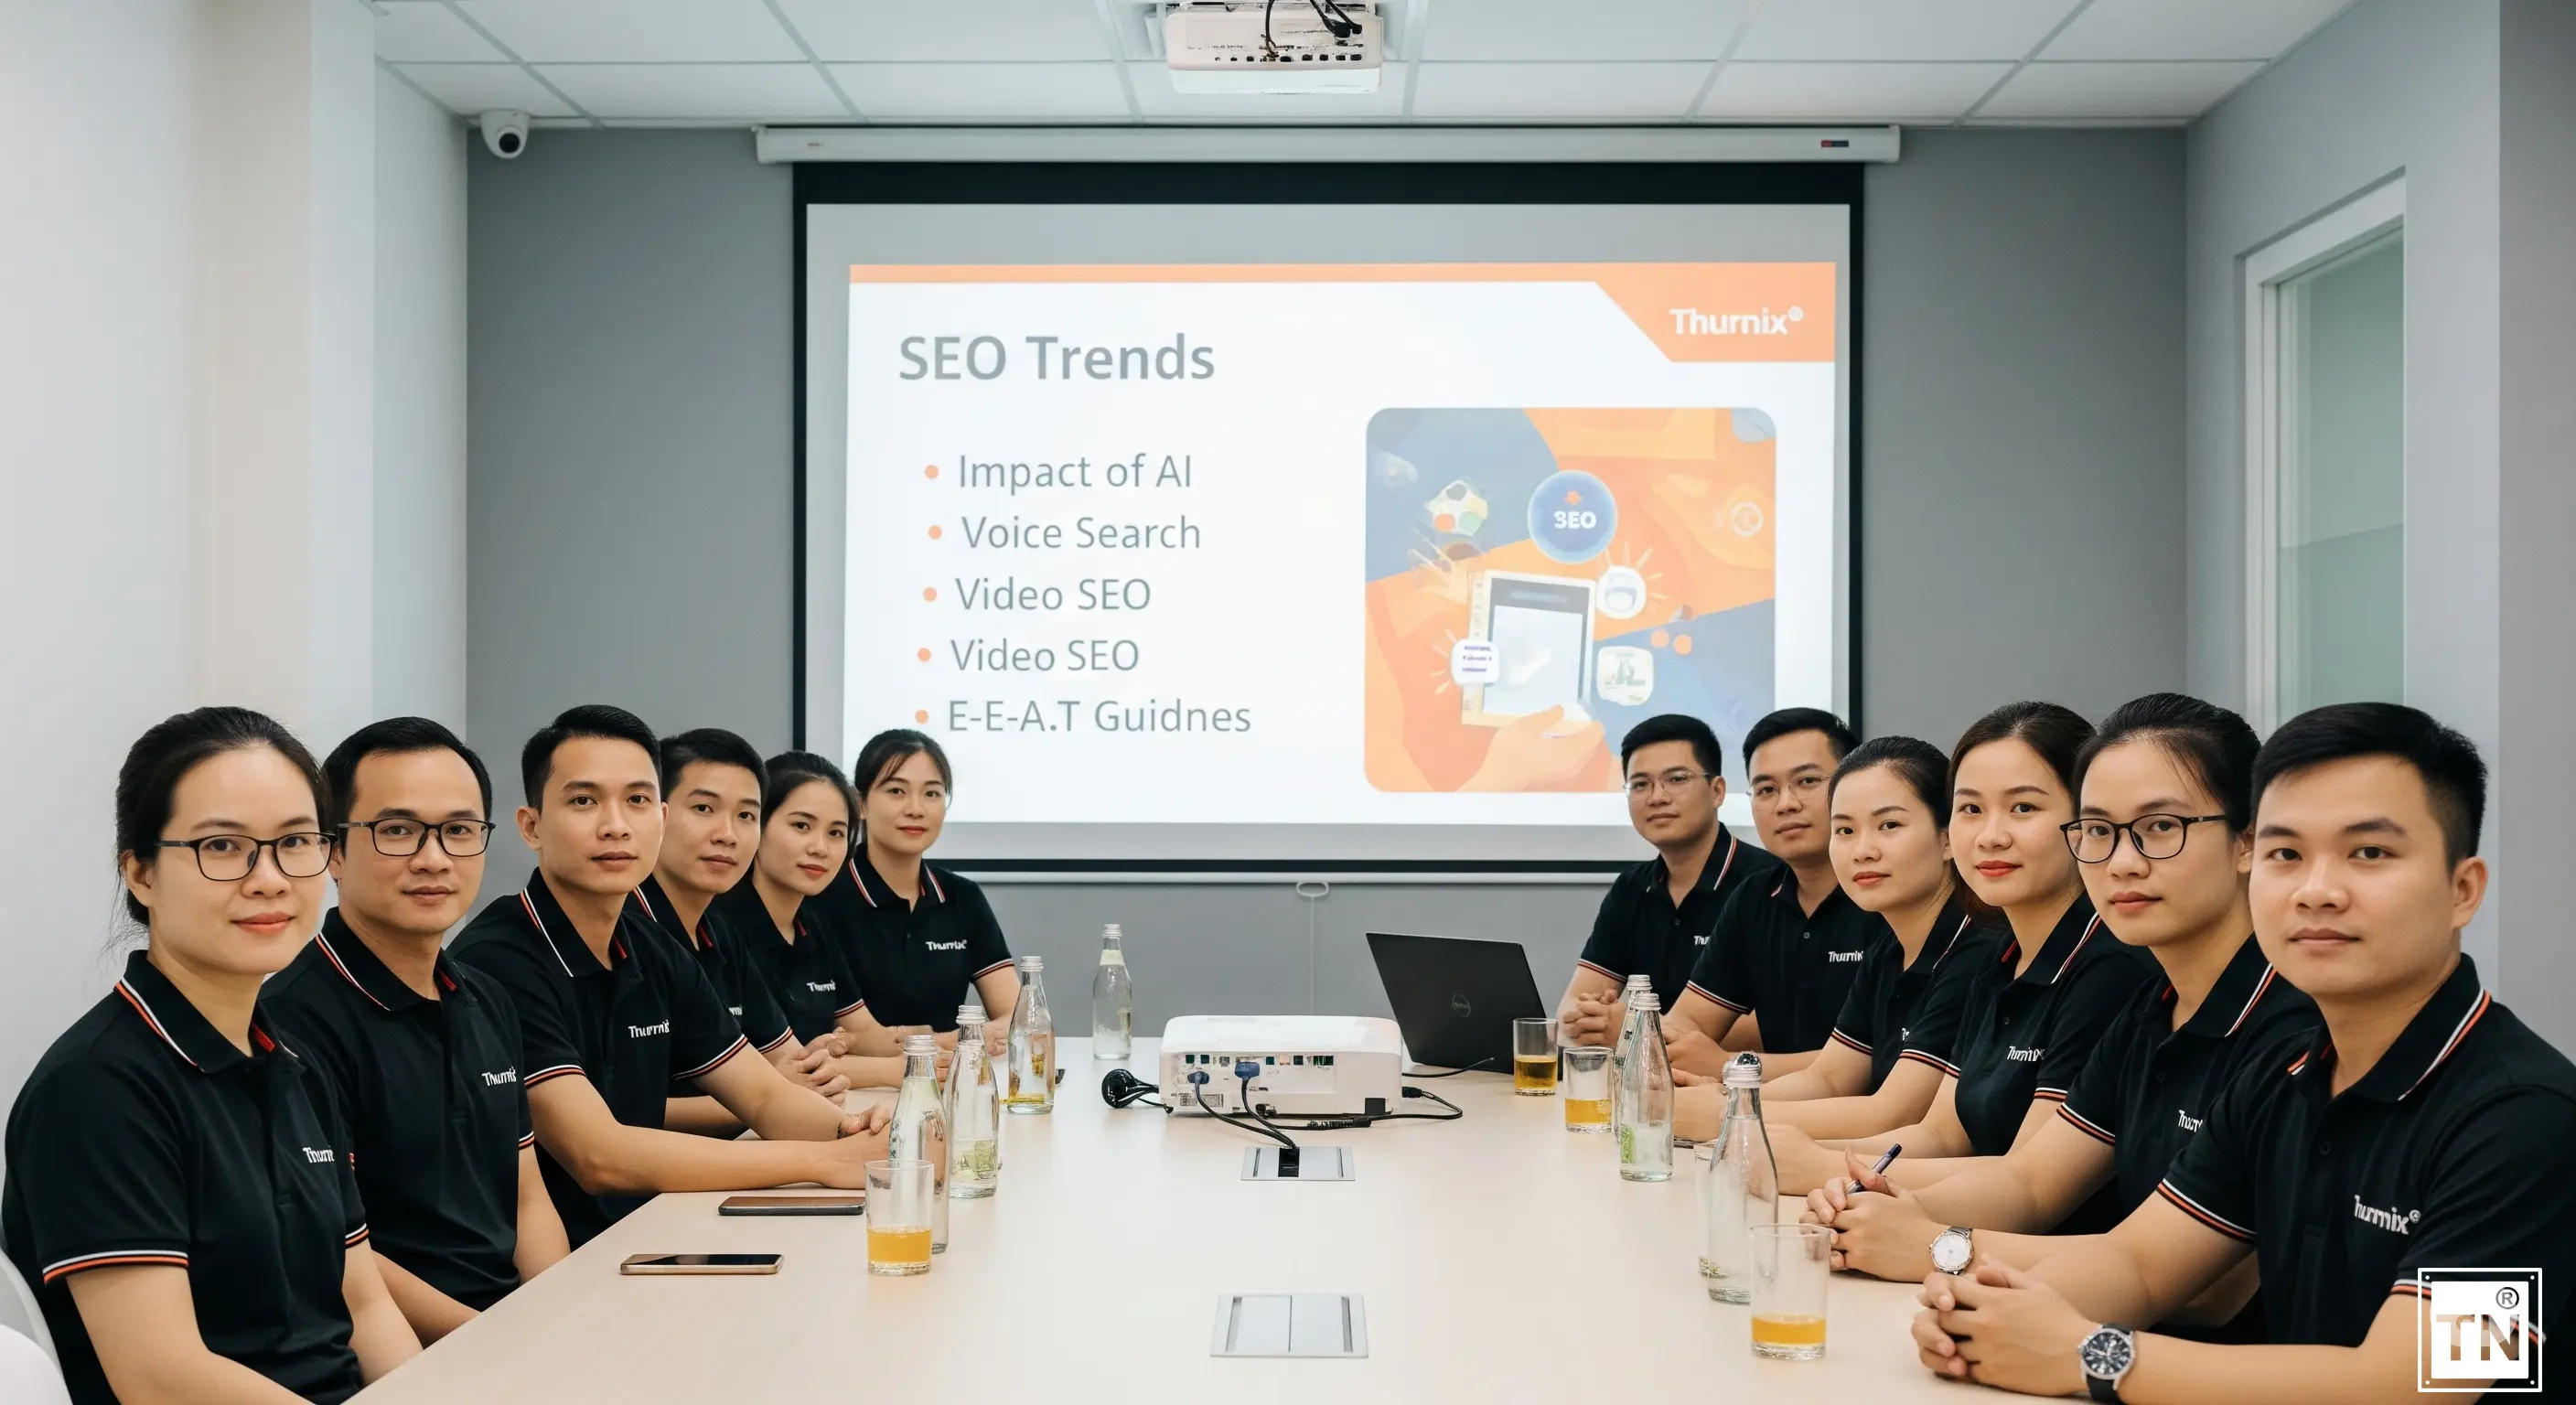 Thurnix®
SEO Trends
Impact of AI
Voice Search
Video SEO
Video SEO
E-E-A.T Guidnes
SEO
Thurnix®
Thurnix
Thurnix
Thurnix
Thurnix
Thurni
Thurnix®
TN®